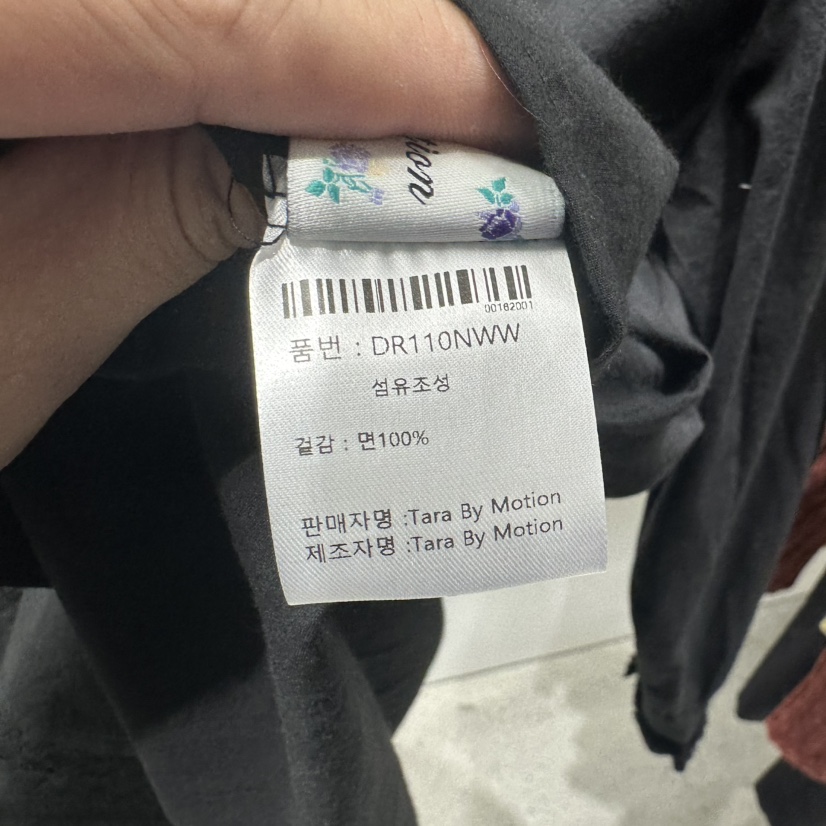 tion
00182001
품번 : DR110NWW
섬유조성
겉감 : 면100%
판매자명 :Tara By Motion
제조자명 :Tara By Motion